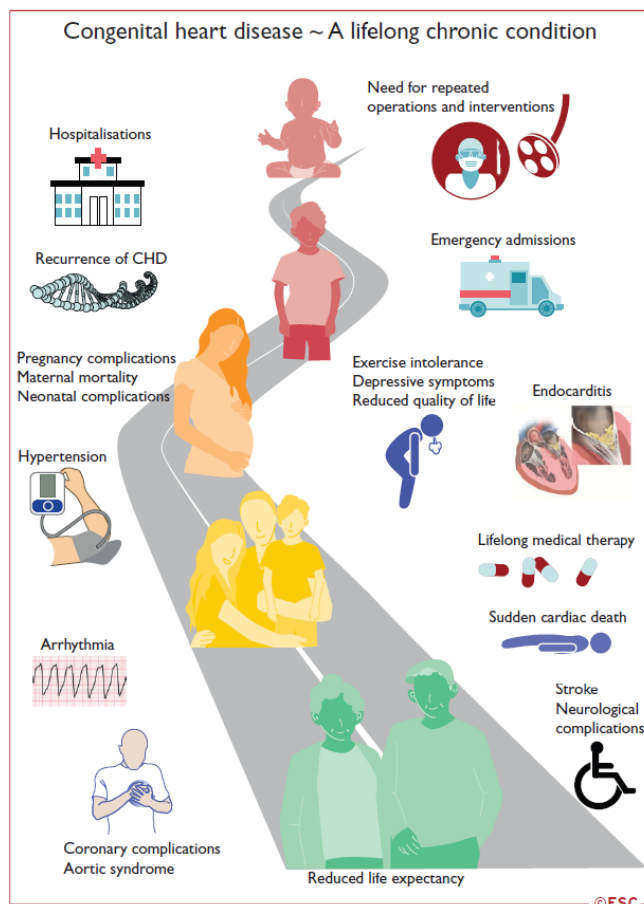 Congenital heart disease ~ A lifelong chronic condition
Need for repeated
operations and interventions
Hospitalisations
Emergency admissions
Recurrence of CHD
Pregnancy complications
Maternal mortality
Neonatal complications
Exercise intolerance
Depressive symptoms
Reduced quality of life
Endocarditis
Hypertension
Lifelong medical therapy
Sudden cardiac death
Arrhythmia
Stroke
Neurological
complications
Coronary complications
Aortic syndrome
Reduced life expectancy
©ESC